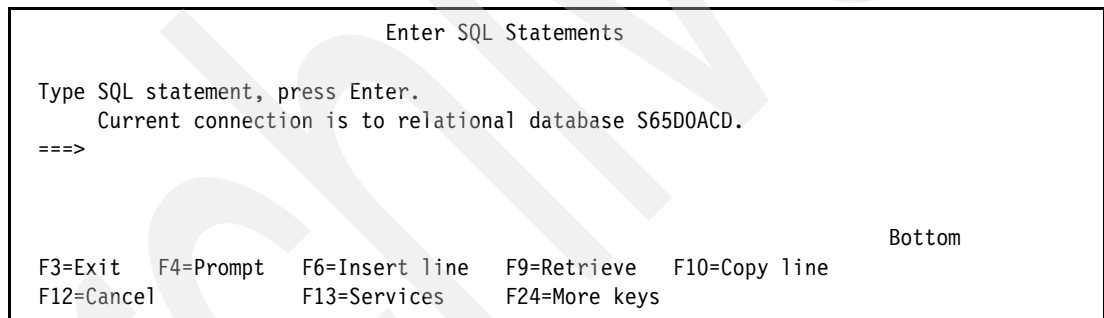 Enter SQL Statements
Type SQL statement, press Enter.
Current connection is to relational database S65D0ACD.
===>
Bottom
F3=Exit F4=Prompt F6=Insert line F9=Retrieve F10=Copy line
F12=Cancel F13=Services F24=More keys